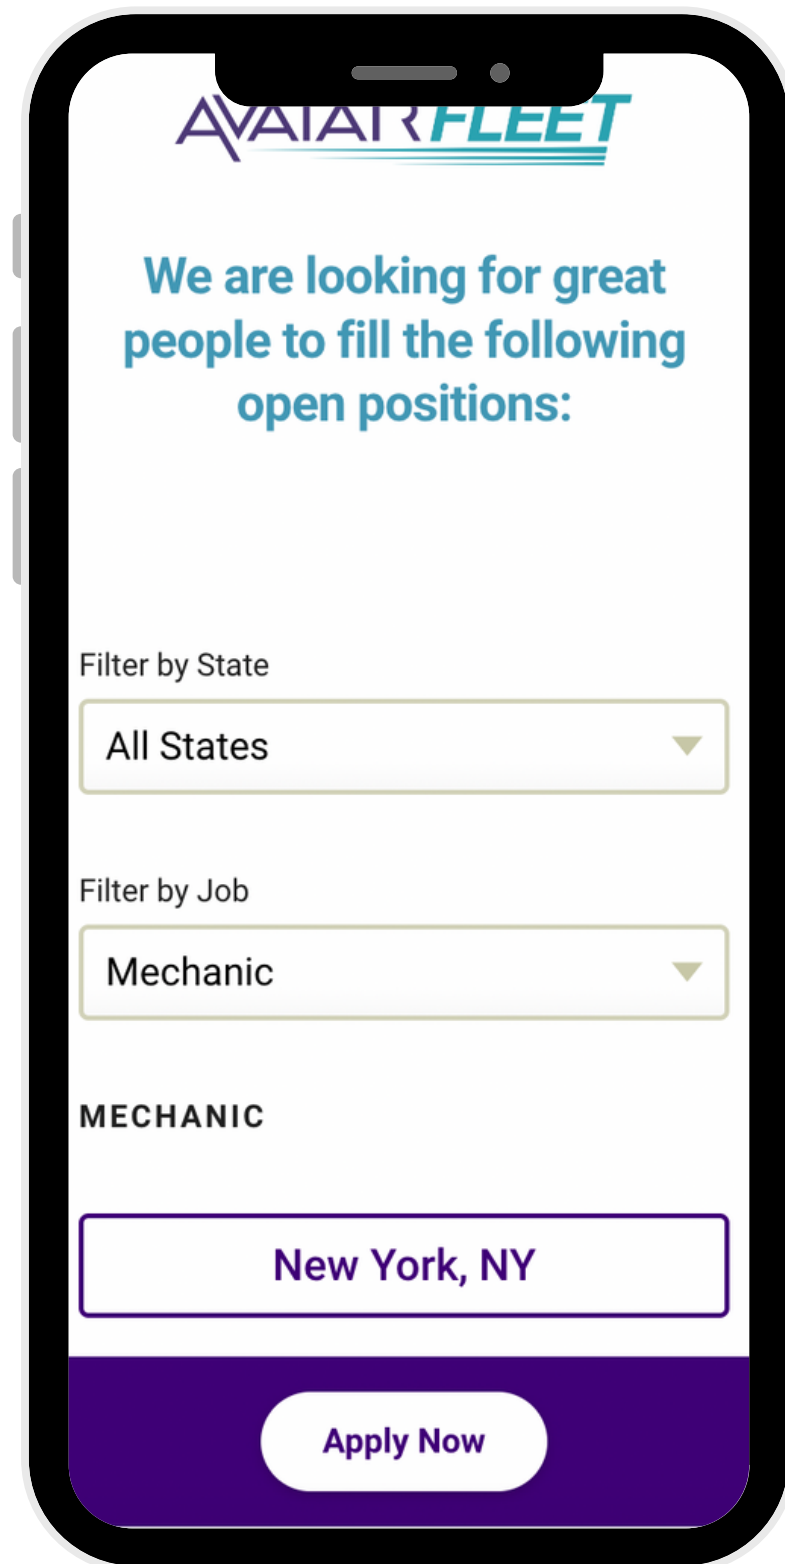 AVATAR FLEET
We are looking for great
people to fill the following
open positions:
Filter by State
All States
Filter by Job
Mechanic
MECHANIC
New York, NY
Apply Now